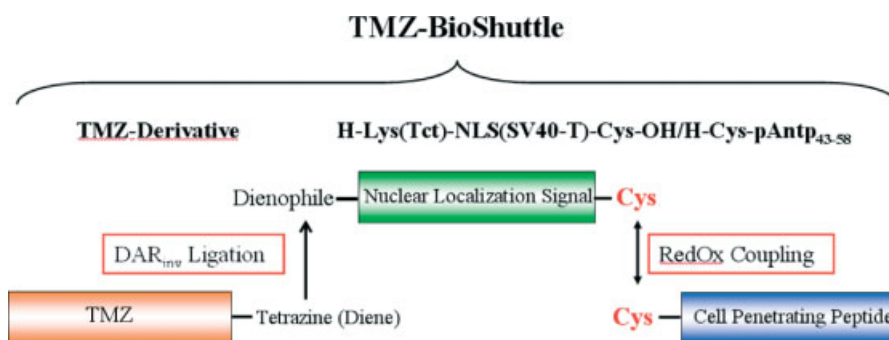 TMZ-BioShuttle
TMZ-Derivative H-Lys(Tct)-NLS(SV40-T)-Cys-OH/H-Cys-pAntp43-58
Dienophile Nuclear Localization Signal Cys
DARinv Ligation RedOx Coupling
TMZ Tetrazine (Diene) Cys Cell Penetrating Peptide